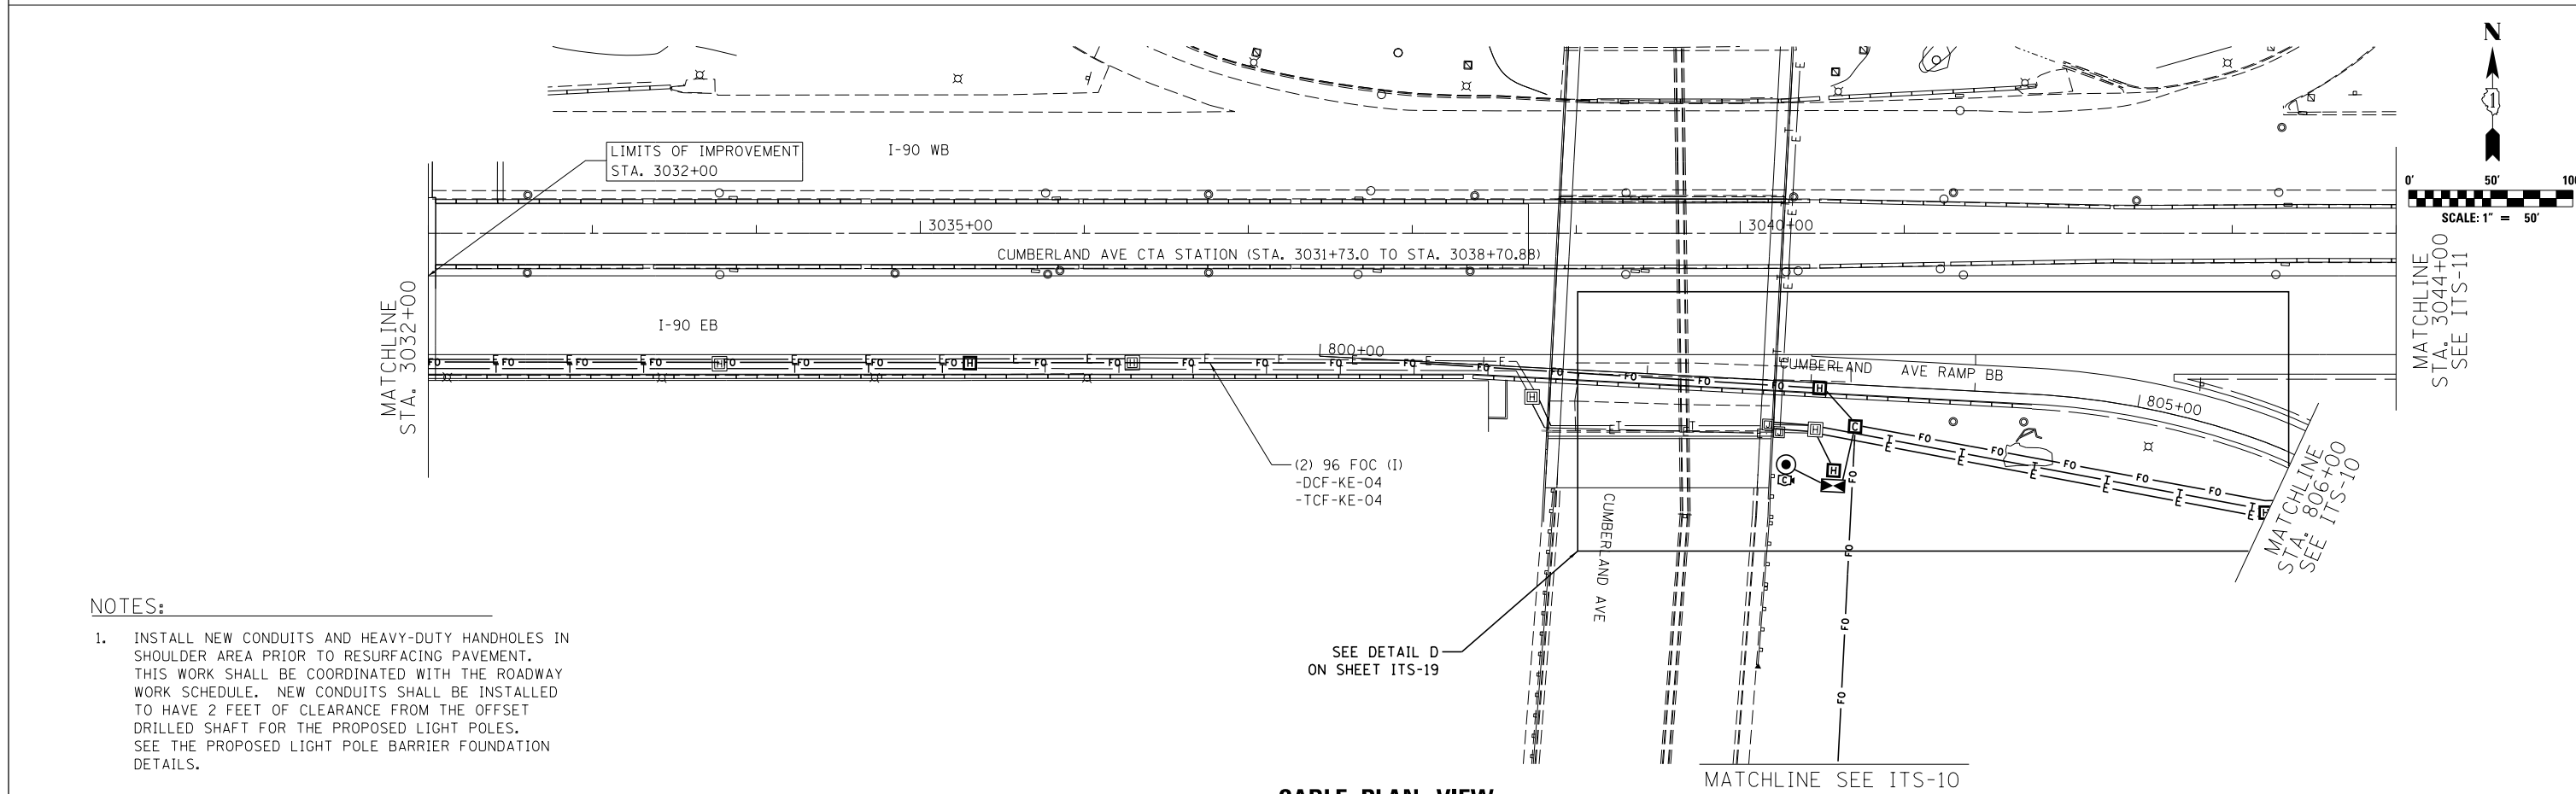 N
0' 50' 100
SCALE: 1" = 50'
LIMITS OF IMPROVEMENT
STA. 3032+00
I-90 WB
3035+00
3040+00
CUMBERLAND AVE CTA STATION (STA. 3031+73.0 TO STA. 3038+70.88)
MATCHLINE
STA. 3032+00
I-90 EB
800+00
CUMBERLAND AVE RAMP BB
805+00
MATCHLINE
STA. 3044+00
SEE ITS-11
MATCHLINE
STA. 806+00
SEE ITS-10
(2) 96 FOC (I)
-DCF-KE-04
-TCF-KE-04
CUMBERLAND AVE
SEE DETAIL D
ON SHEET ITS-19
NOTES:
1. INSTALL NEW CONDUITS AND HEAVY-DUTY HANDHOLES IN
SHOULDER AREA PRIOR TO RESURFACING PAVEMENT.
THIS WORK SHALL BE COORDINATED WITH THE ROADWAY
WORK SCHEDULE. NEW CONDUITS SHALL BE INSTALLED
TO HAVE 2 FEET OF CLEARANCE FROM THE OFFSET
DRILLED SHAFT FOR THE PROPOSED LIGHT POLES.
SEE THE PROPOSED LIGHT POLE BARRIER FOUNDATION
DETAILS.
MATCHLINE SEE ITS-10
CABLE PLAN VIEW